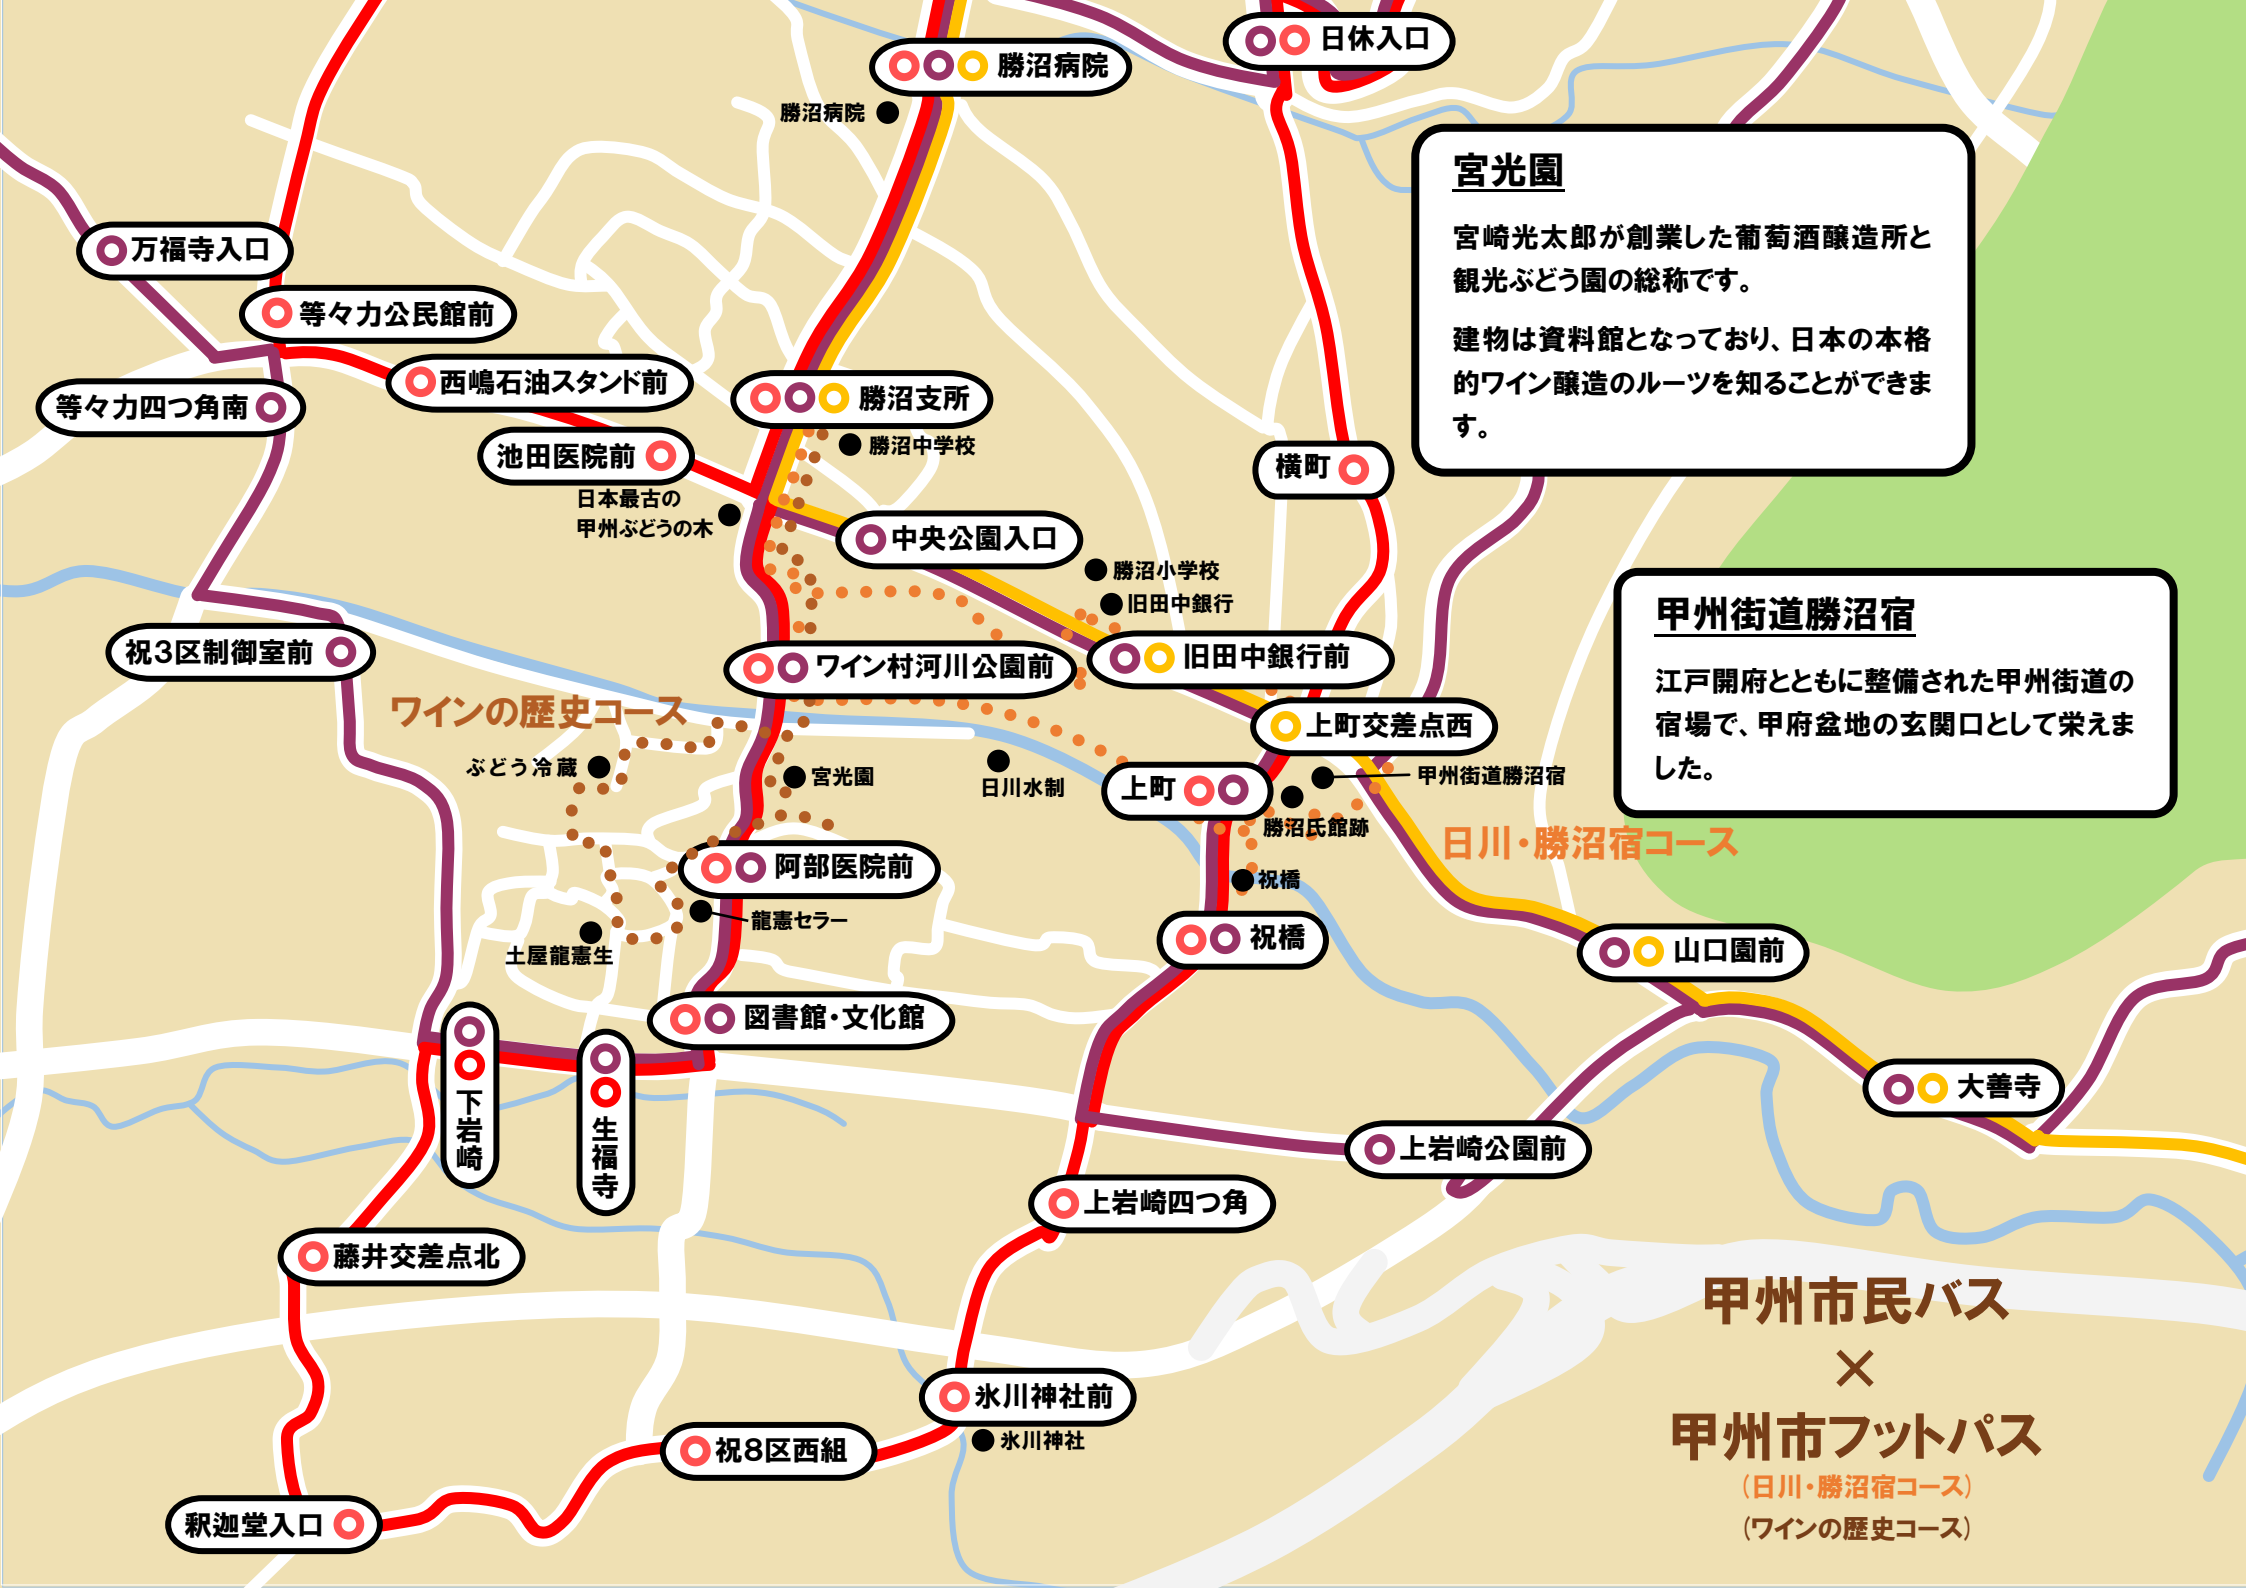 日休入口
勝沼病院
勝沼病院
万福寺入口
等々力公民館前
西嶋石油スタンド前
等々力四つ角南
勝沼支所
勝沼中学校
池田医院前
日本最古の
甲州ぶどうの木
中央公園入口
横町
宮光園
宮崎光太郎が創業した葡萄酒醸造所と
観光ぶどう園の総称です。
建物は資料館となっており、日本の本格
的ワイン醸造のルーツを知ることができま
す。
勝沼小学校
旧田中銀行
祝3区制御室前
ワイン村河川公園前
旧田中銀行前
甲州街道勝沼宿
江戸開府とともに整備された甲州街道の
宿場で、甲府盆地の玄関口として栄えま
した。
ワインの歴史コース
上町交差点西
ぶどう冷蔵
宮光園
日川水制
上町
甲州街道勝沼宿
勝沼氏館跡
日川・勝沼宿コース
阿部医院前
祝橋
龍憲セラー
土屋龍憲生
祝橋
山口園前
図書館・文化館
下岩崎
生福寺
大善寺
上岩崎公園前
上岩崎四つ角
藤井交差点北
氷川神社前
氷川神社
祝8区西組
釈迦堂入口
甲州市民バス
×
甲州市フットパス
(日川・勝沼宿コース)
(ワインの歴史コース)